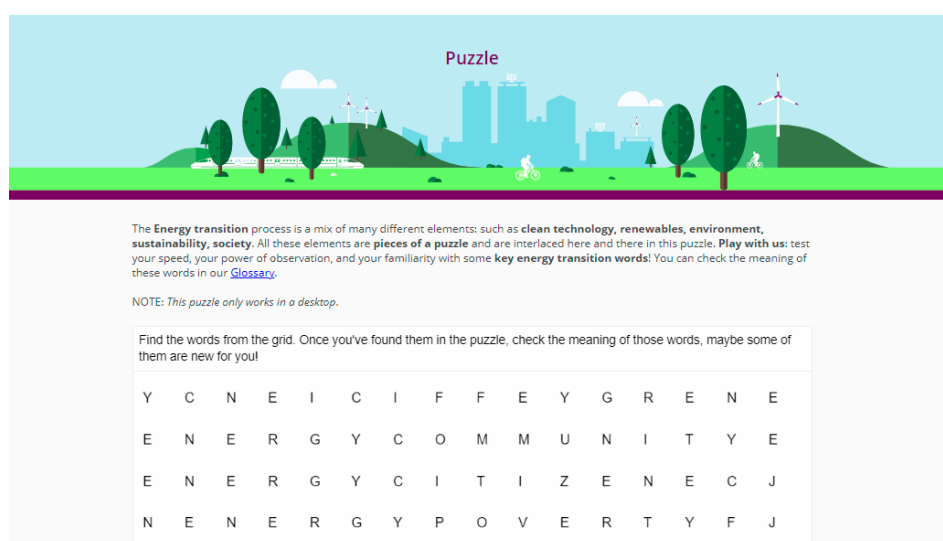 Puzzle
The Energy transition process is a mix of many different elements: such as clean technology, renewables, environment,
sustainability, society. All these elements are pieces of a puzzle and are interlaced here and there in this puzzle. Play with us: test
your speed, your power of observation, and your familiarity with some key energy transition words! You can check the meaning of
these words in our Glossary.
NOTE: This puzzle only works in a desktop.
Find the words from the grid. Once you've found them in the puzzle, check the meaning of those words, maybe some of
them are new for you!
Y C N E I C I F F E Y G R E N E
E N E R G Y C O M M U N I T Y E
E N E R G Y C I T I Z E N E C J
N E N E R G Y P O V E R T Y F J